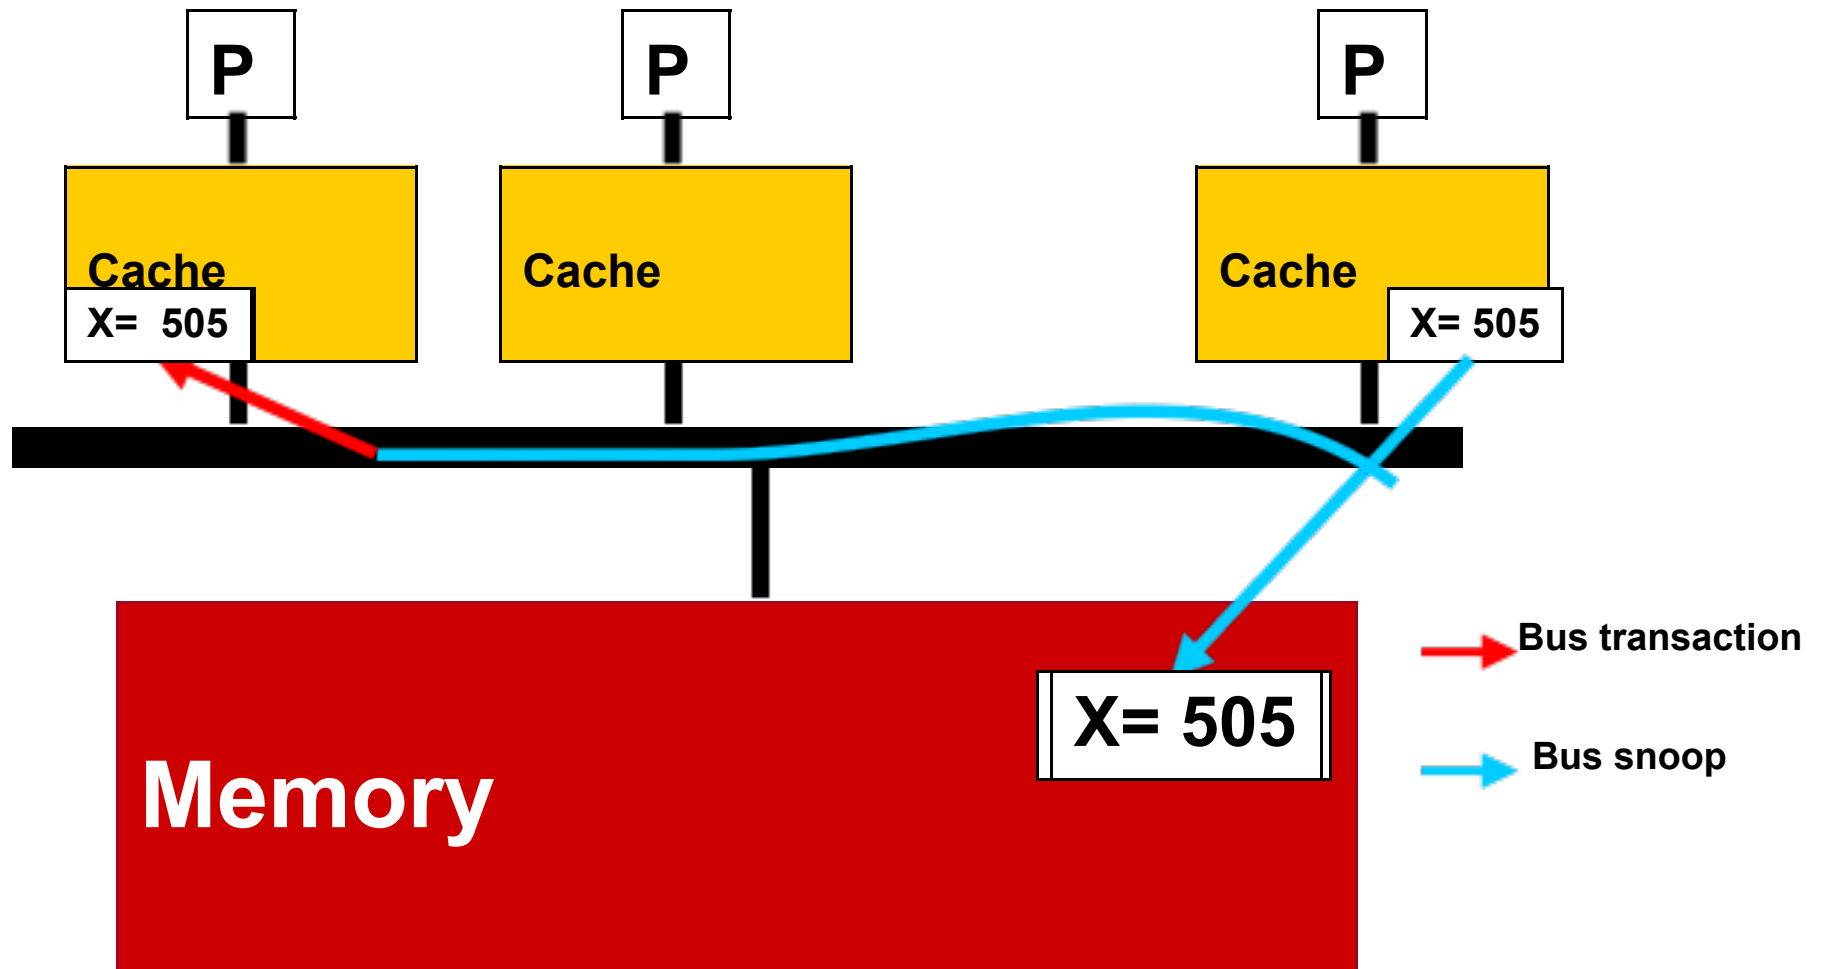 P
P
P
Cache
Cache
Cache
X= 505
X= 505
Bus transaction
X= 505
Bus snoop
Memory